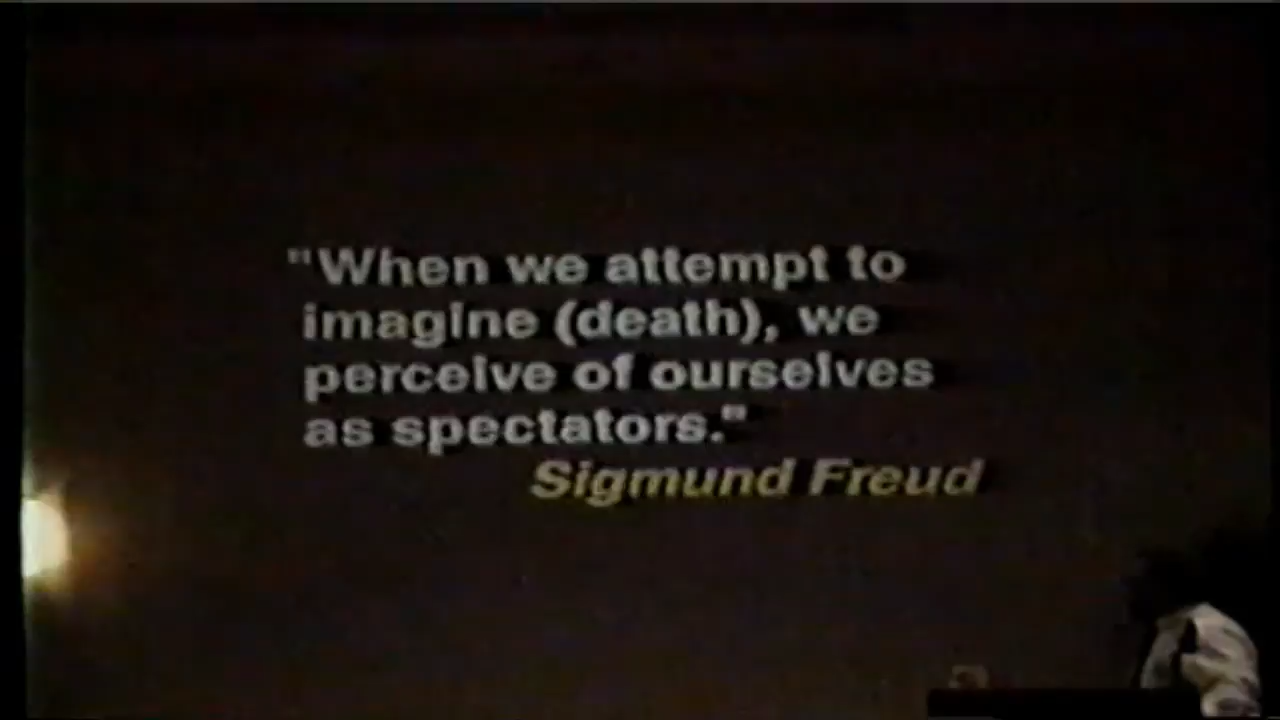 "When we attempt to
imagine (death), we
perceive of ourselves
as spectators."
Sigmund Freud